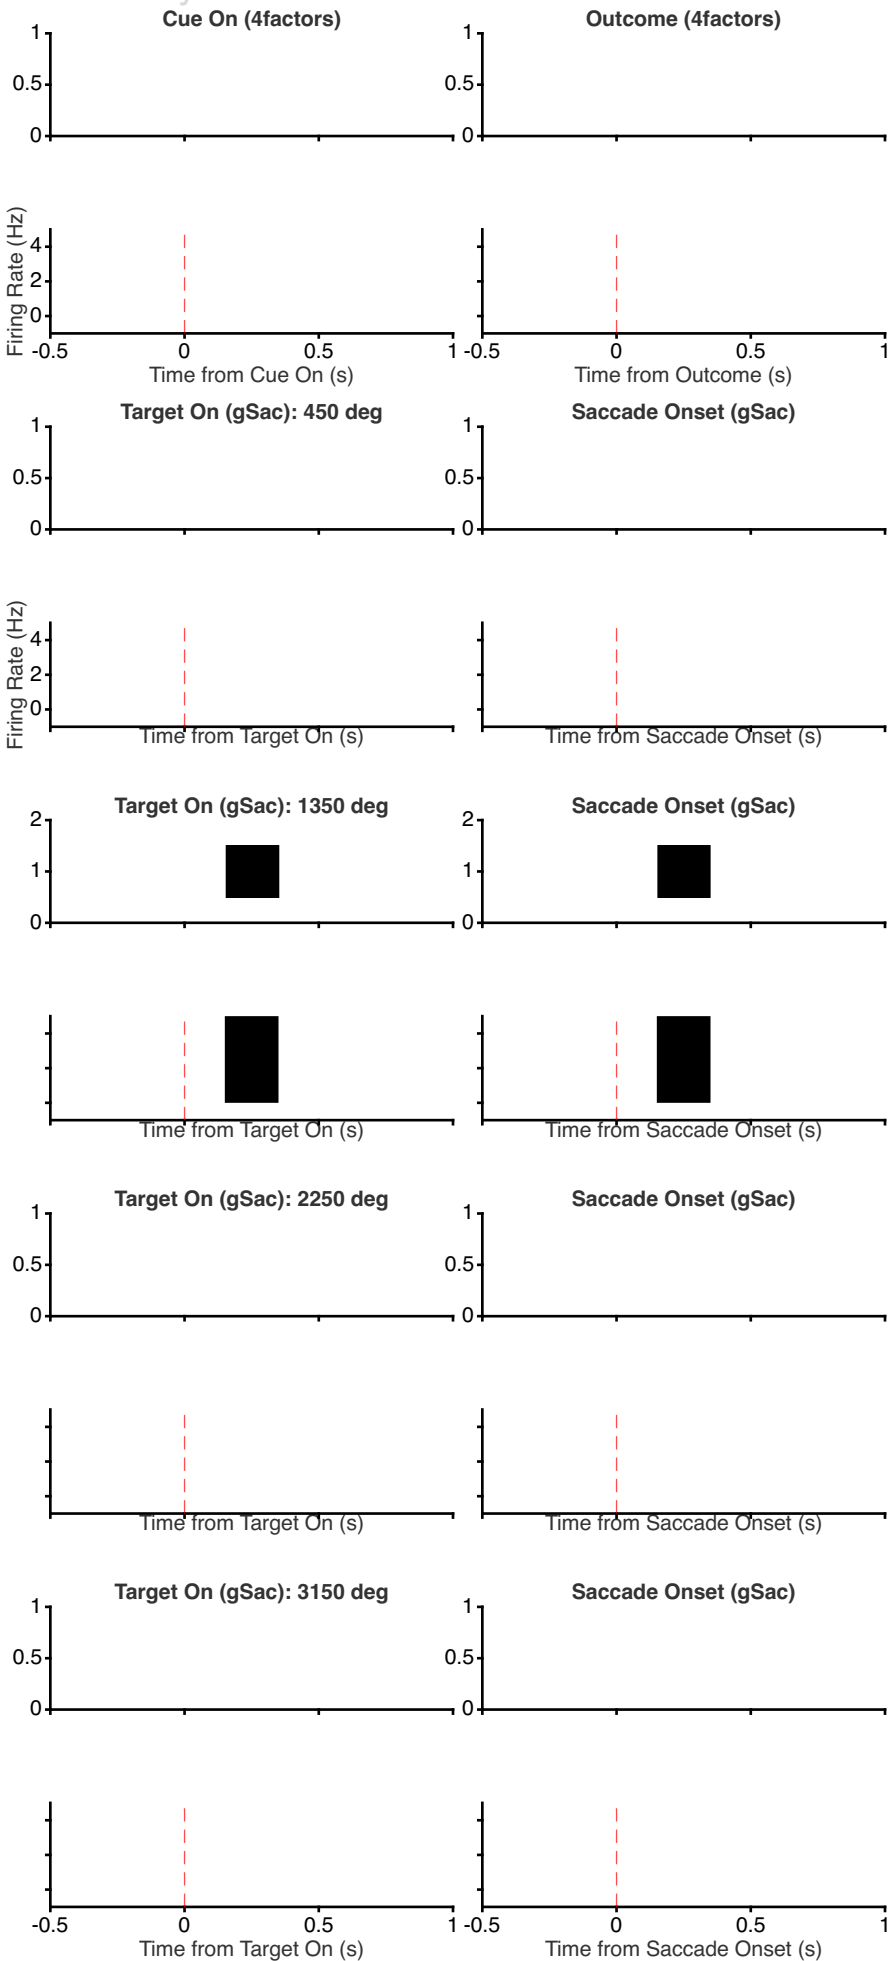 Cue On (4factors) Outcome (4factors)
1 1
0.5 0.5
0 0
Firing Rate (Hz)
4
2
0
-0.5 0 0.5 1 -0.5 0 0.5 1
Time from Cue On (s) Time from Outcome (s)
Target On (gSac): 450 deg Saccade Onset (gSac)
1 1
0.5 0.5
0 0
Firing Rate (Hz)
4
2
0
Time from Target On (s) Time from Saccade Onset (s)
Target On (gSac): 1350 deg Saccade Onset (gSac)
2 2
1 1
0 0
Time from Target On (s) Time from Saccade Onset (s)
Target On (gSac): 2250 deg Saccade Onset (gSac)
1 1
0.5 0.5
0 0
Time from Target On (s) Time from Saccade Onset (s)
Target On (gSac): 3150 deg Saccade Onset (gSac)
1 1
0.5 0.5
0 0
-0.5 0 0.5 1 -0.5 0 0.5 1
Time from Target On (s) Time from Saccade Onset (s)